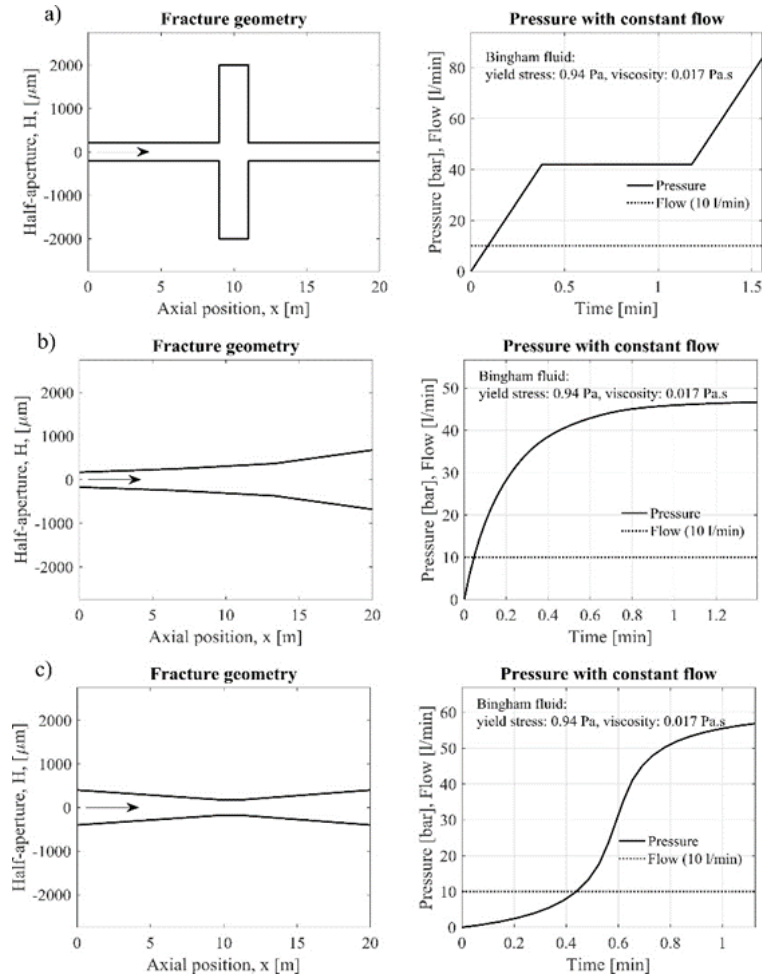 a)
Fracture geometry
Half-aperture, H, [μm]
2000
1000
0
-1000
-2000
0
5
10
15
20
Axial position, x [m]
Pressure with constant flow
Pressure [bar], Flow [l/min]
80
60
40
20
0
Bingham fluid:
yield stress: 0.94 Pa, viscosity: 0.017 Pa.s
Pressure
Flow (10 l/min)
0
0.5
1
1.5
Time [min]
b)
Fracture geometry
Half-aperture, H, [μm]
2000
1000
0
-1000
-2000
0
5
10
15
20
Axial position, x [m]
Pressure with constant flow
Pressure [bar], Flow [l/min]
50
40
30
20
10
0
Bingham fluid:
yield stress: 0.94 Pa, viscosity: 0.017 Pa.s
Pressure
Flow (10 l/min)
0
0.2
0.4
0.6
0.8
1
1.2
Time [min]
c)
Fracture geometry
Half-aperture, H, [μm]
2000
1000
0
-1000
-2000
0
5
10
15
20
Axial position, x [m]
Pressure with constant flow
Pressure [bar], Flow [l/min]
60
50
40
30
20
10
0
Bingham fluid:
yield stress: 0.94 Pa, viscosity: 0.017 Pa.s
Pressure
Flow (10 l/min)
0
0.2
0.4
0.6
0.8
1
Time [min]